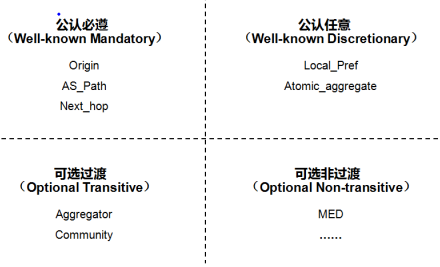 公认必遵
（Well-known Mandatory）
Origin
AS_Path
Next_hop
公认任意
（Well-known Discretionary）
Local_Pref
Atomic_aggregate
可选过渡
（Optional Transitive）
Aggregator
Community
可选非过渡
（Optional Non-transitive）
MED
……